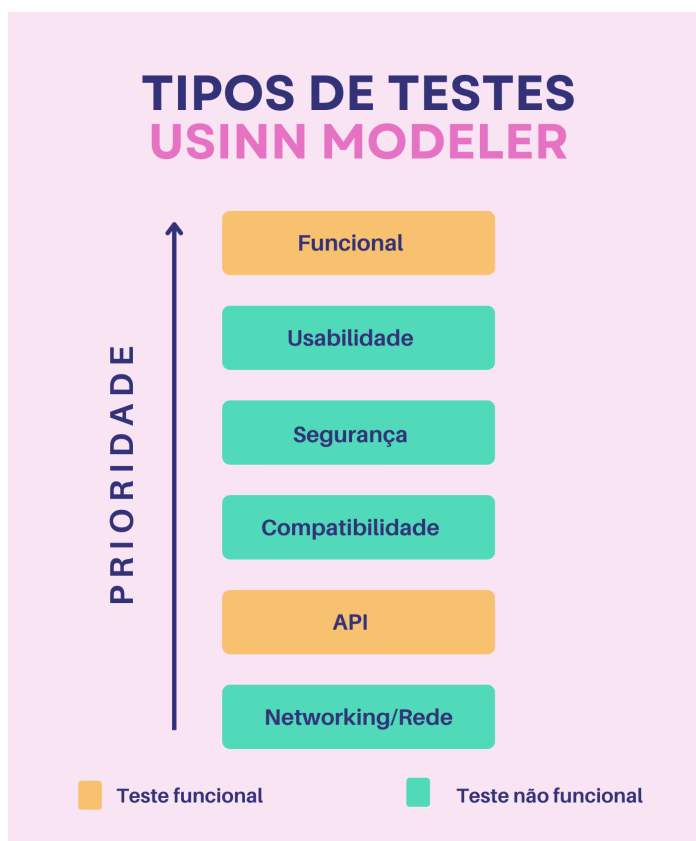 TIPOS DE TESTES
USINN MODELER
PRIORIDADE
Funcional
Usabilidade
Segurança
Compatibilidade
API
Networking/Rede
Teste funcional
Teste não funcional